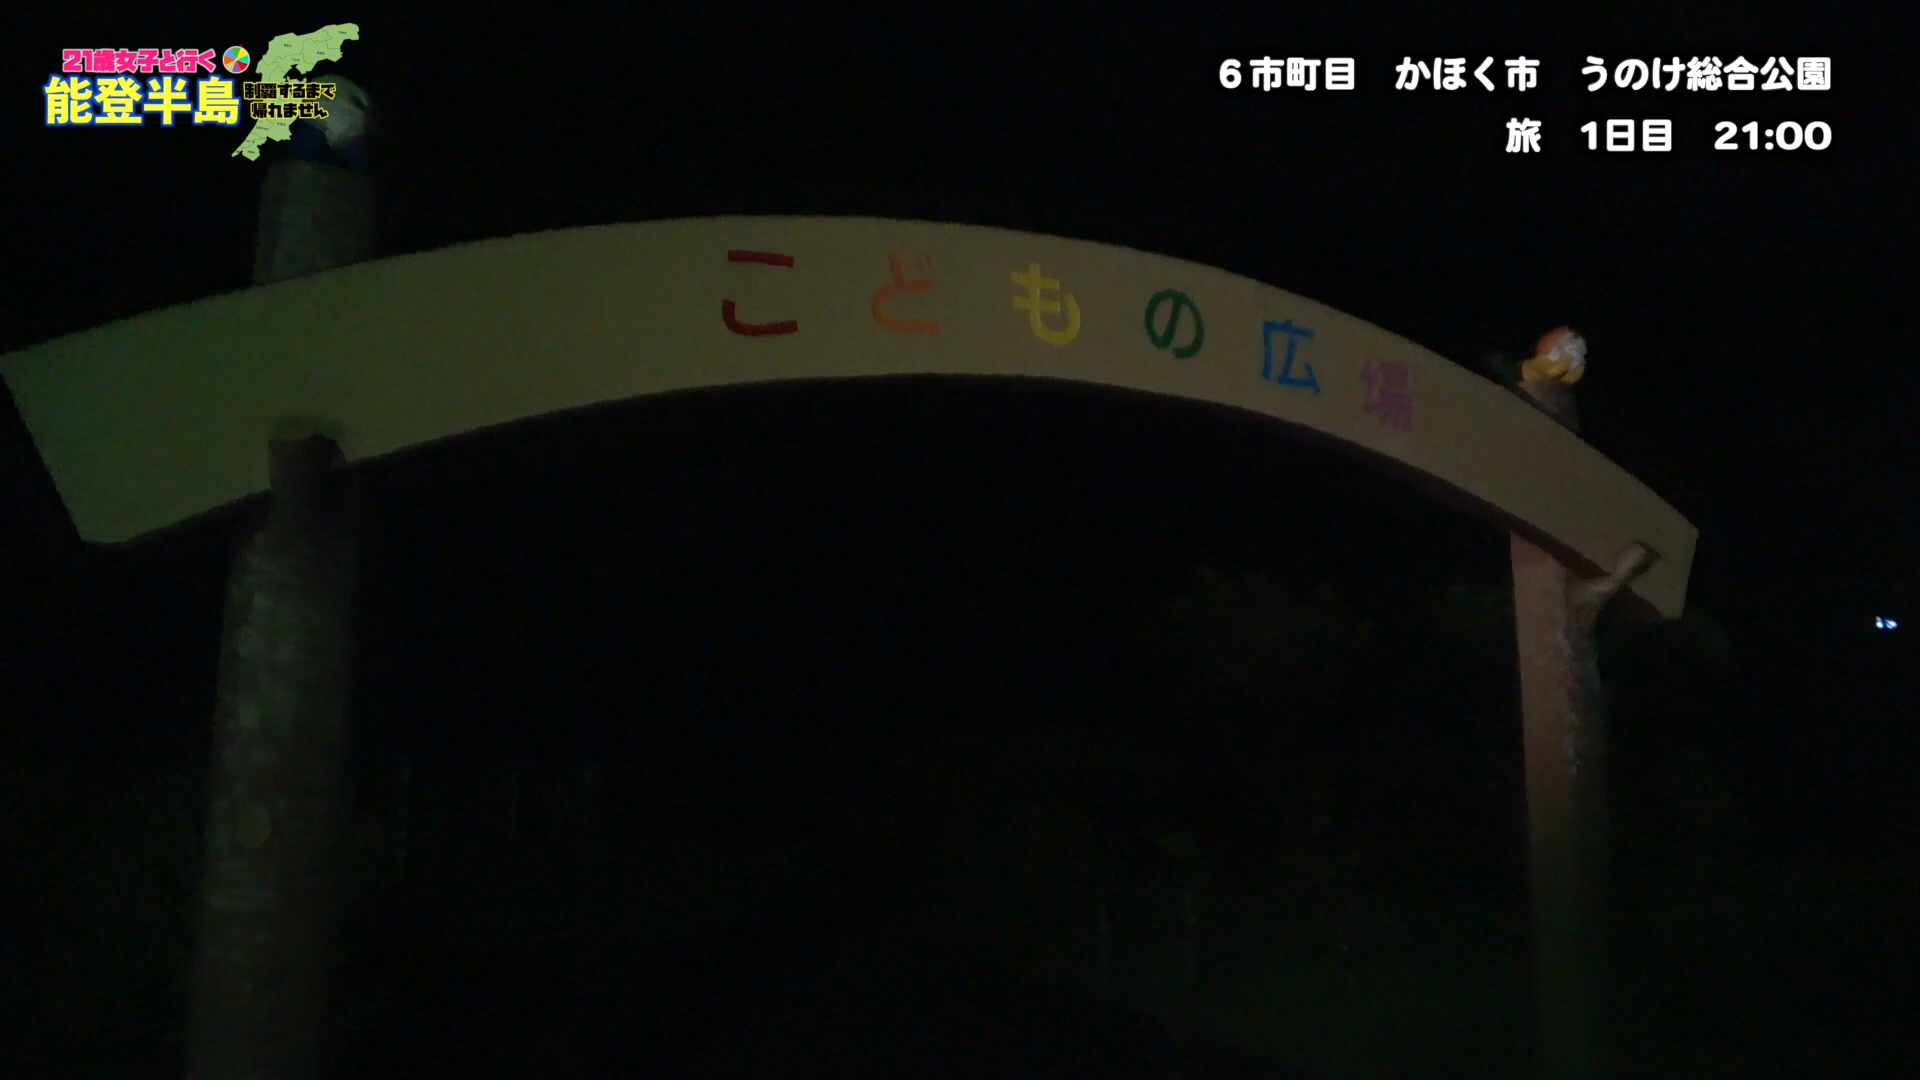 21歳女子と行く
能登半島
制覇するまで
帰れません
6市町目　かほく市　うのけ総合公園
旅　1日目　21:00
こどもの広場